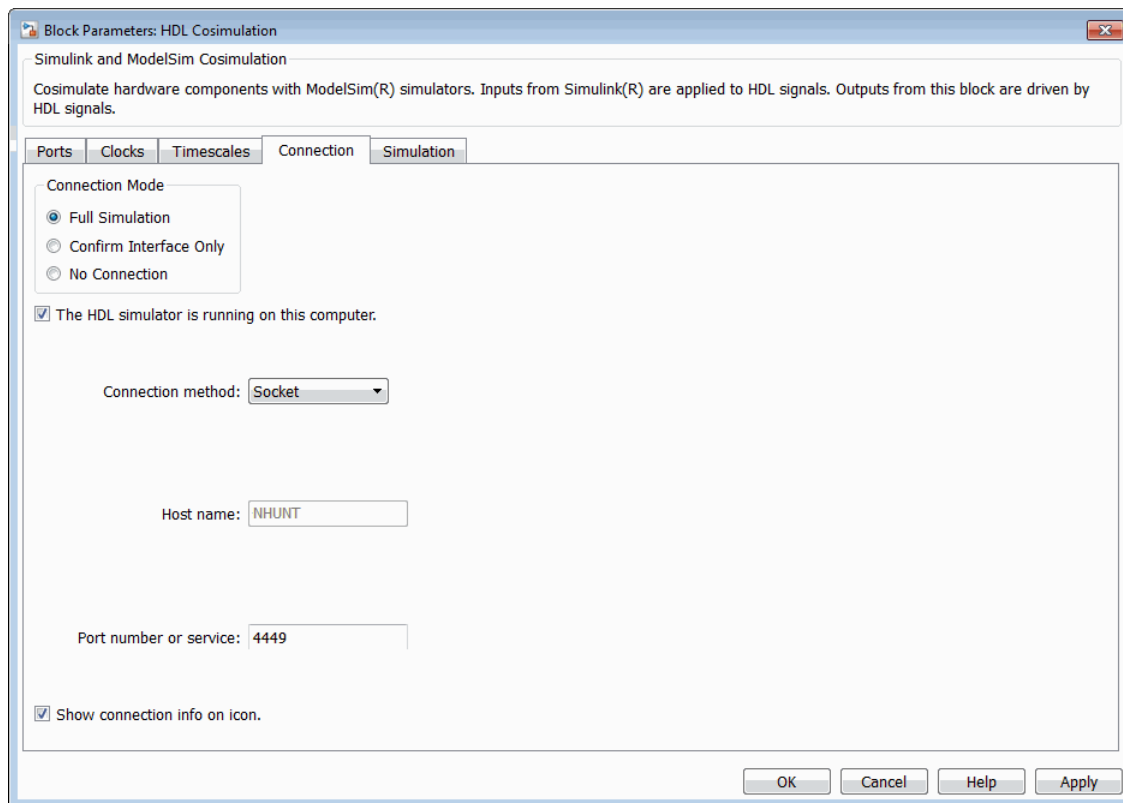 Block Parameters: HDL Cosimulation
Simulink and ModelSim Cosimulation
Cosimulate hardware components with ModelSim(R) simulators. Inputs from Simulink(R) are applied to HDL signals. Outputs from this block are driven by
HDL signals.
Ports Clocks Timescales Connection Simulation
Connection Mode
Full Simulation
Confirm Interface Only
No Connection
The HDL simulator is running on this computer.
Connection method: Socket
Host name: NHUNT
Port number or service: 4449
Show connection info on icon.
OK Cancel Help Apply